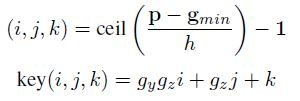 (i, j, k) = ceil ( (p − g_min) / h ) − 1
key(i, j, k) = g_y g_z i + g_z j + k